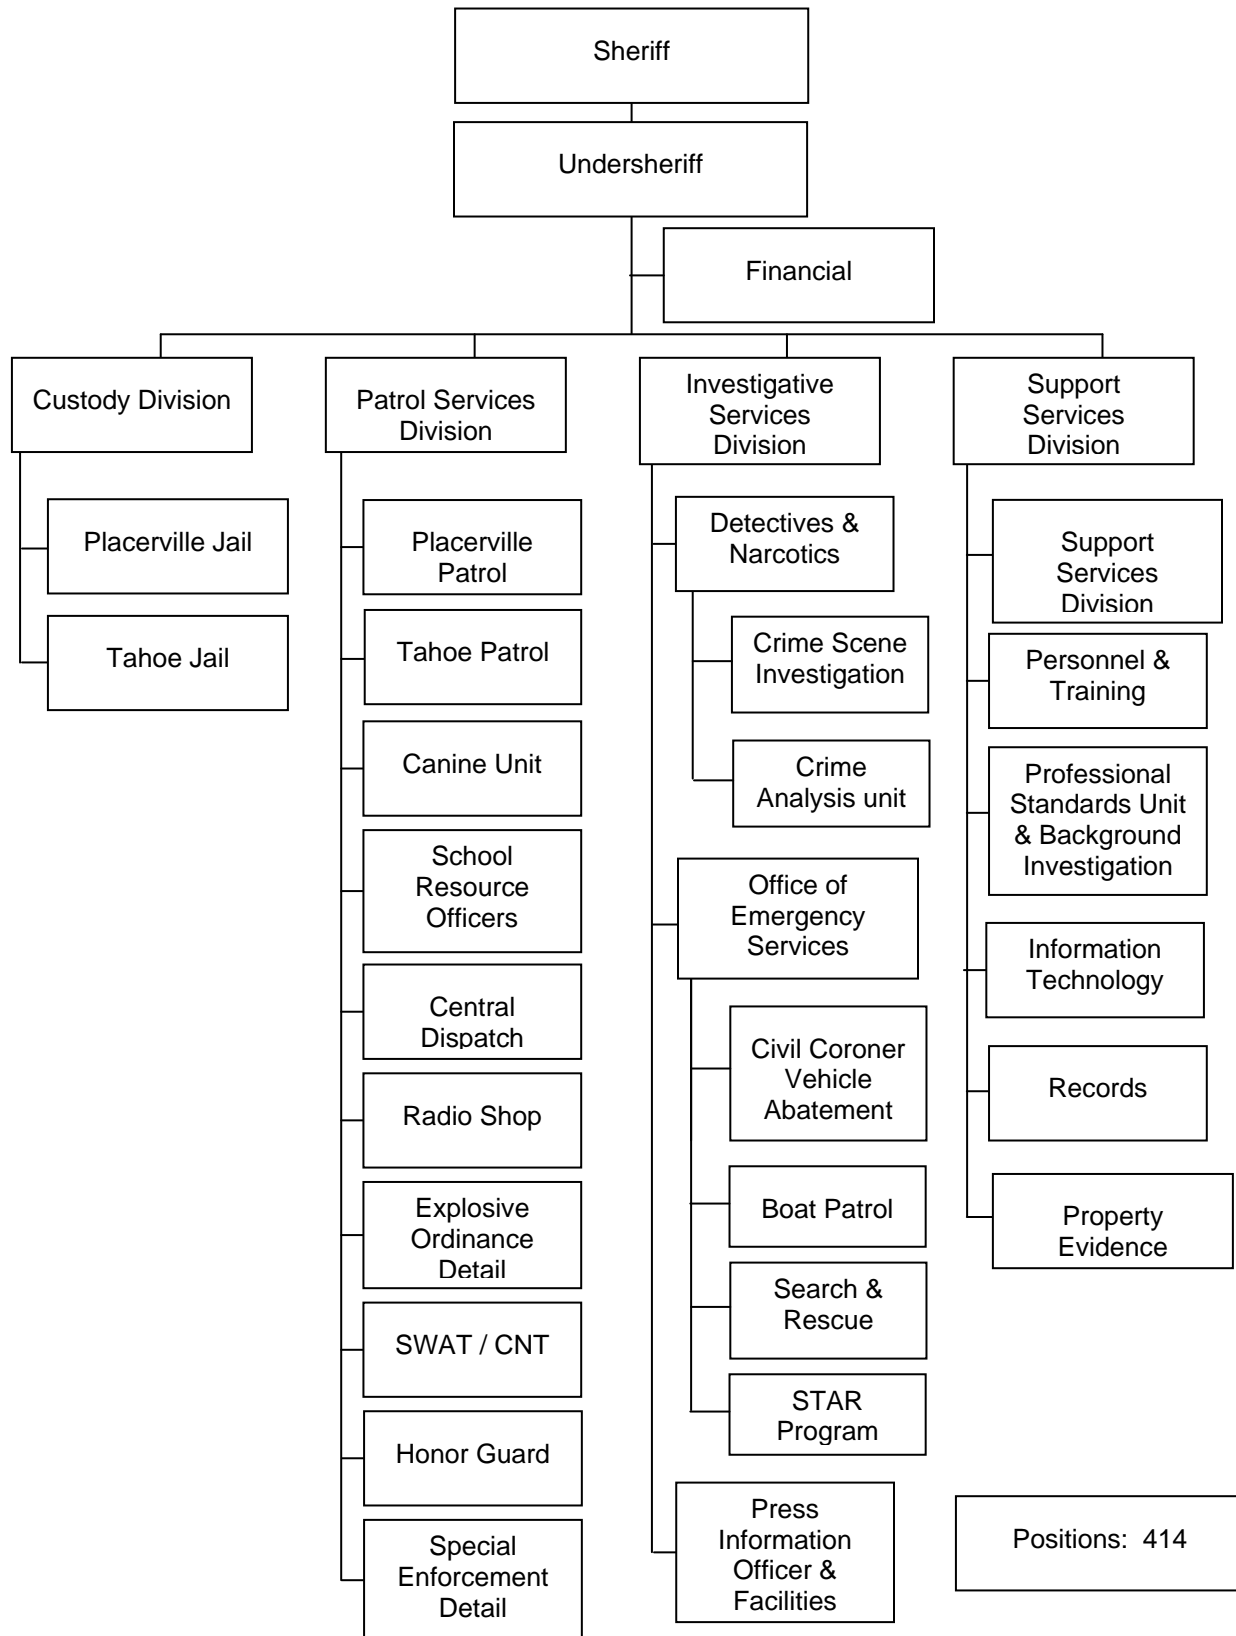 Sheriff
Undersheriff
Financial
Custody Division
Placerville Jail
Tahoe Jail
Patrol Services
Division
Placerville
Patrol
Tahoe Patrol
Canine Unit
School
Resource
Officers
Central
Dispatch
Radio Shop
Explosive
Ordinance
Detail
SWAT / CNT
Honor Guard
Special
Enforcement
Detail
Investigative
Services
Division
Detectives &
Narcotics
Crime Scene
Investigation
Crime
Analysis unit
Office of
Emergency
Services
Civil Coroner
Vehicle
Abatement
Boat Patrol
Search &
Rescue
STAR
Program
Press
Information
Officer &
Facilities
Support
Services
Division
Support
Services
Division
Personnel &
Training
Professional
Standards Unit
& Background
Investigation
Information
Technology
Records
Property
Evidence
Positions: 414